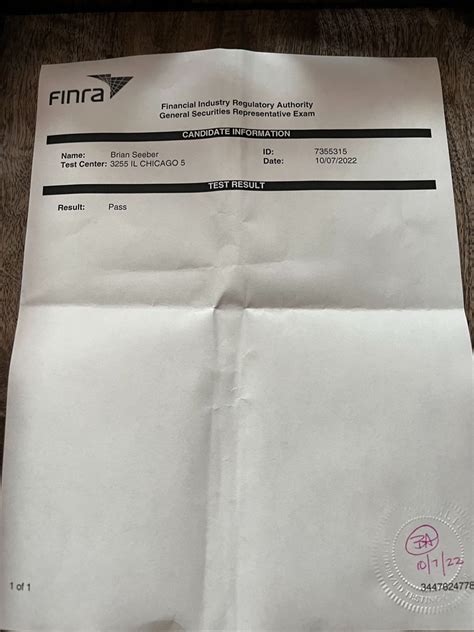 FINRA
Financial Industry Regulatory Authority
General Securities Representative Exam
CANDIDATE INFORMATION
Name: Brian Seeber ID: 7355315
Test Center: 3255 IL CHICAGO 5 Date: 10/07/2022
TEST RESULT
Result: Pass
BA
10/7/22
1 of 1 3447824778